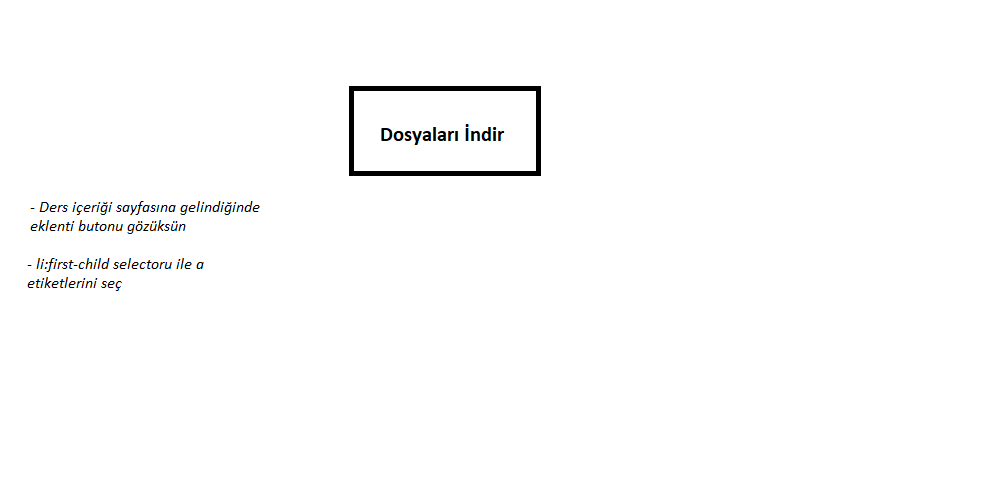 Dosyaları İndir
- Ders içeriği sayfasına gelindiğinde
eklenti butonu gözüksün
- li:first-child selectoru ile a
etiketlerini seç